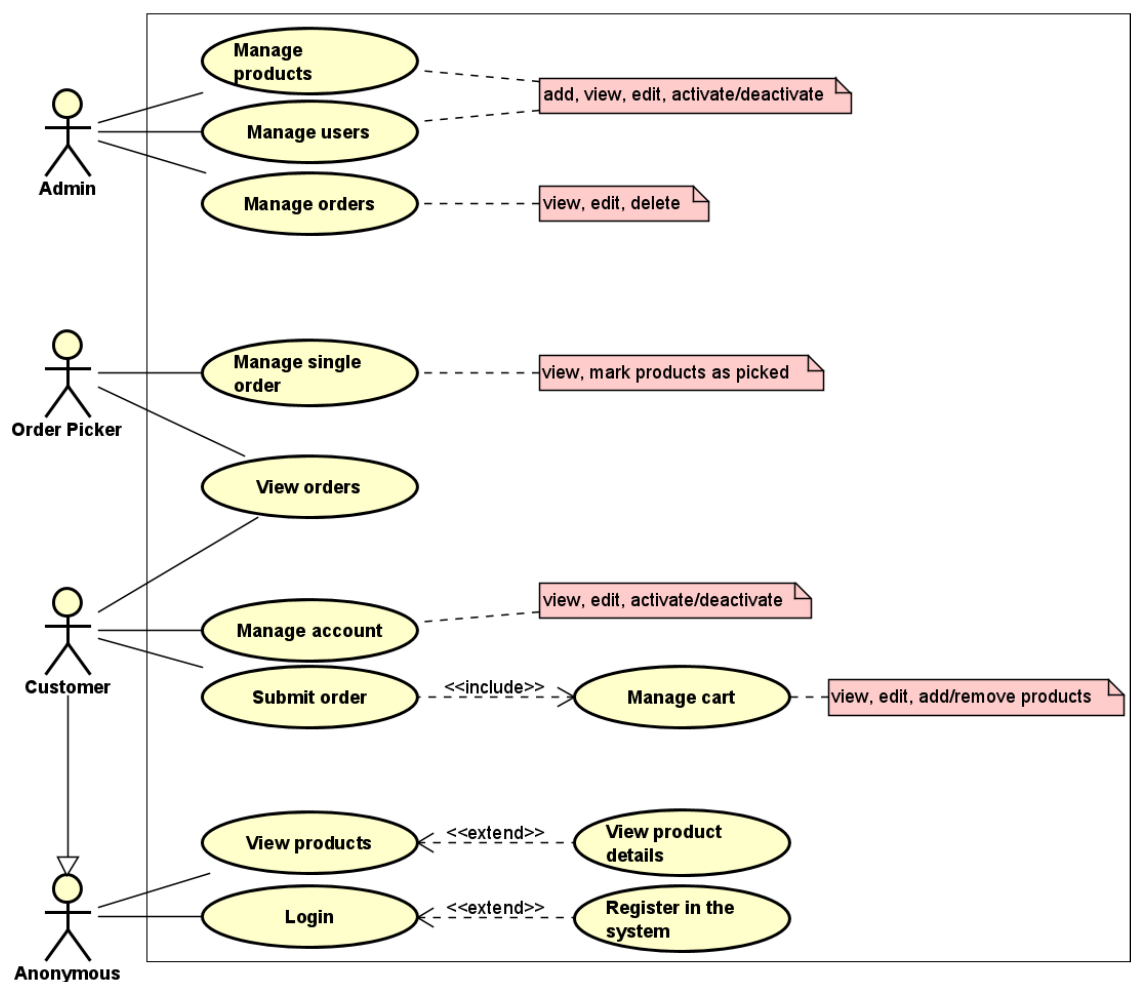 Manage
products
add, view, edit, activate/deactivate
Manage users
Admin
Manage orders
view, edit, delete
Manage single
order
view, mark products as picked
Order Picker
View orders
view, edit, activate/deactivate
Manage account
Customer
Submit order
<<include>>
Manage cart
view, edit, add/remove products
View products
<<extend>>
View product
details
Login
<<extend>>
Register in the
system
Anonymous